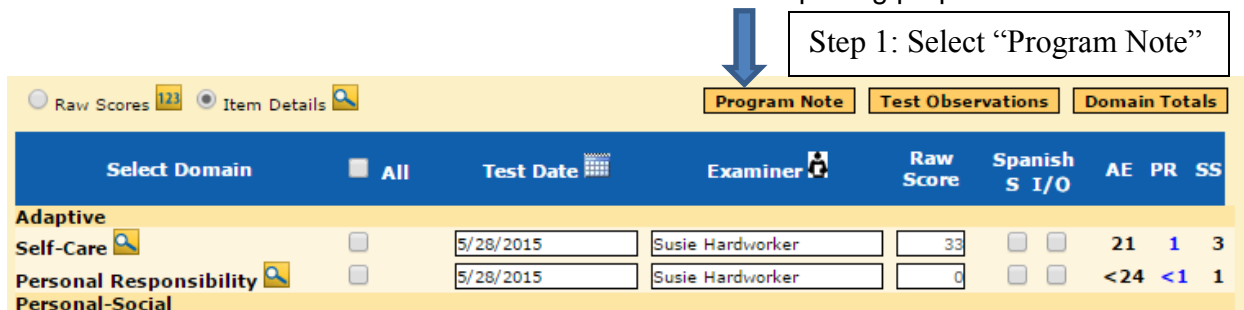 Step 1: Select “Program Note”
Raw Scores 123 Item Details
Program Note Test Observations Domain Totals
Select Domain All Test Date Examiner Raw Score Spanish S I/O AE PR SS
Adaptive
Self-Care 5/28/2015 Susie Hardworker 33 21 1 3
Personal Responsibility 5/28/2015 Susie Hardworker 0 <24 <1 1
Personal-Social